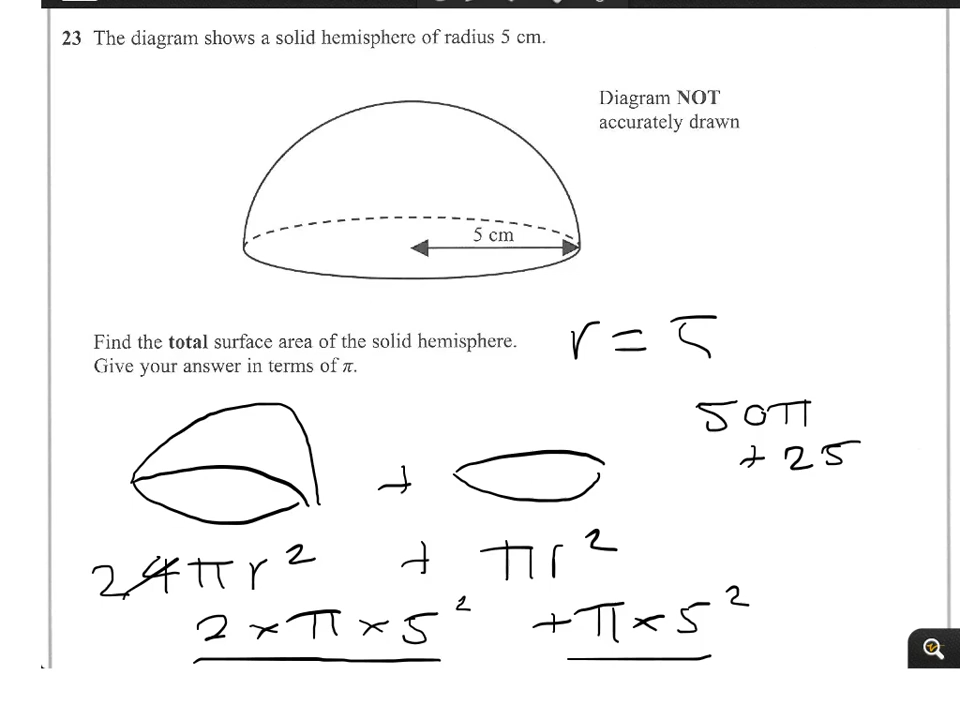 23 The diagram shows a solid hemisphere of radius 5 cm.
Diagram NOT
accurately drawn
5 cm
Find the total surface area of the solid hemisphere.
Give your answer in terms of π.
r = 5
50π
+ 25
+
2 4πr² + πr²
2 × π × 5² + π × 5²